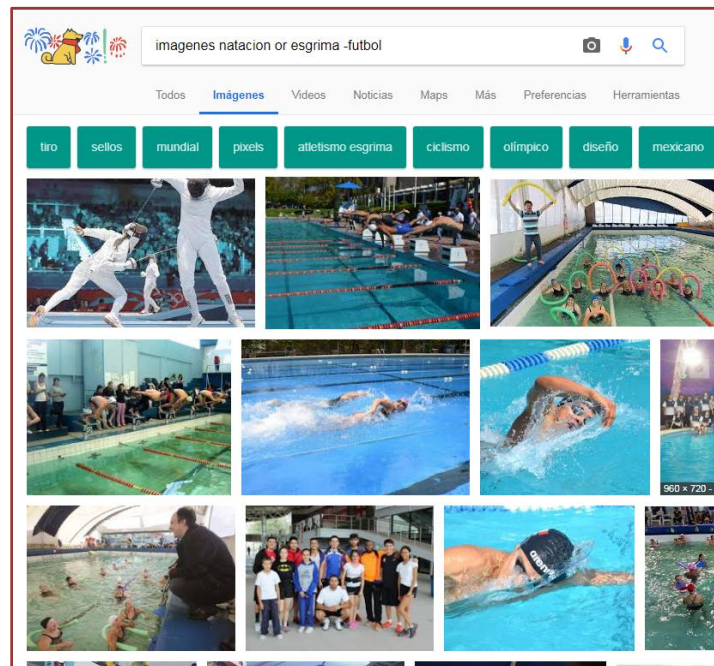 imagenes natacion or esgrima -futbol
Todos Imágenes Videos Noticias Maps Más Preferencias Herramientas
tiro sellos mundial pixels atletismo esgrima ciclismo olímpico diseño mexicano
960 × 720 -